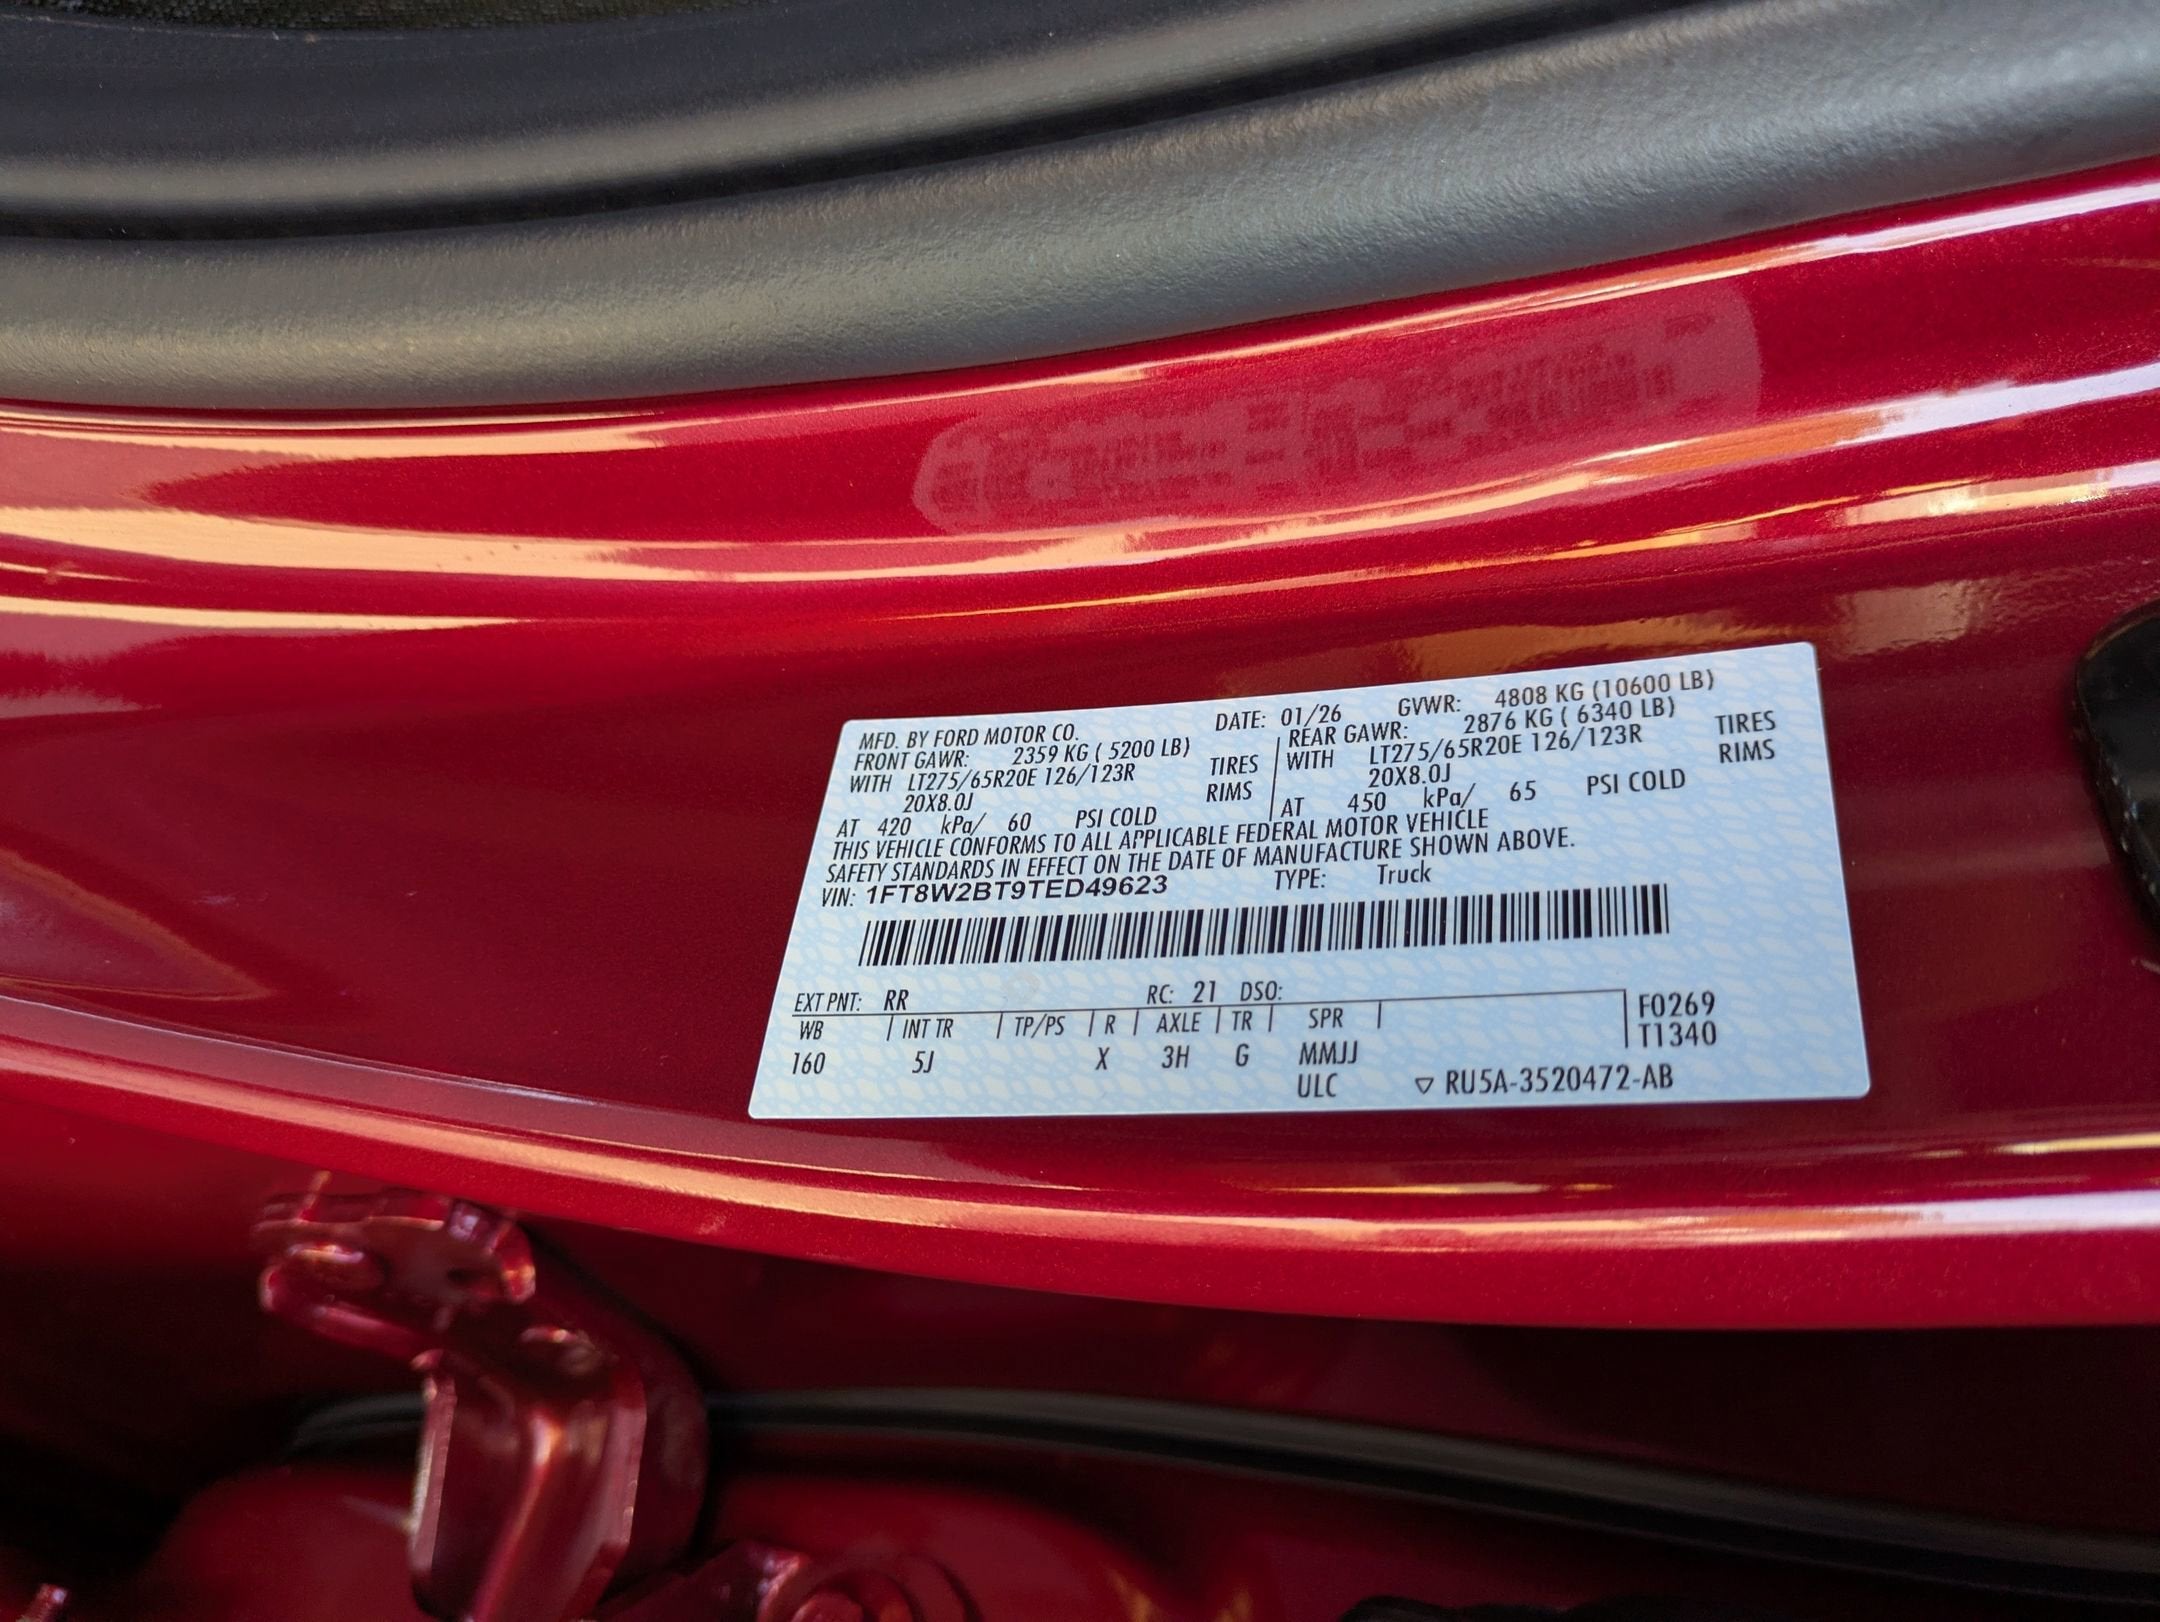 MFD. BY FORD MOTOR CO. DATE: 01/26 GVWR: 4808 KG (10600 LB)
FRONT GAWR: 2359 KG ( 5200 LB) REAR GAWR: 2876 KG ( 6340 LB)
WITH LT275/65R20E 126/123R TIRES WITH LT275/65R20E 126/123R TIRES
20X8.0J RIMS 20X8.0J RIMS
AT 420 kPa/ 60 PSI COLD AT 450 kPa/ 65 PSI COLD
THIS VEHICLE CONFORMS TO ALL APPLICABLE FEDERAL MOTOR VEHICLE
SAFETY STANDARDS IN EFFECT ON THE DATE OF MANUFACTURE SHOWN ABOVE.
VIN: 1FT8W2BT9TED49623 TYPE: Truck
EXT PNT: RR RC: 21 DSO:
WB | INT TR | TP/PS | R | AXLE | TR | SPR | F0269
T1340
160 5J X 3H G MMJJ
ULC ▽ RU5A-3520472-AB